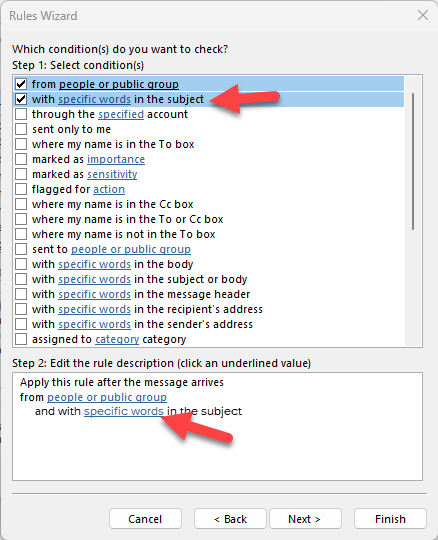 Rules Wizard
Which condition(s) do you want to check?
Step 1: Select condition(s)
from people or public group
with specific words in the subject
through the specified account
sent only to me
where my name is in the To box
marked as importance
marked as sensitivity
flagged for action
where my name is in the Cc box
where my name is in the To or Cc box
where my name is not in the To box
sent to people or public group
with specific words in the body
with specific words in the subject or body
with specific words in the message header
with specific words in the recipient's address
with specific words in the sender's address
assigned to category category
Step 2: Edit the rule description (click an underlined value)
Apply this rule after the message arrives
from people or public group
and with specific words in the subject
Cancel < Back Next > Finish